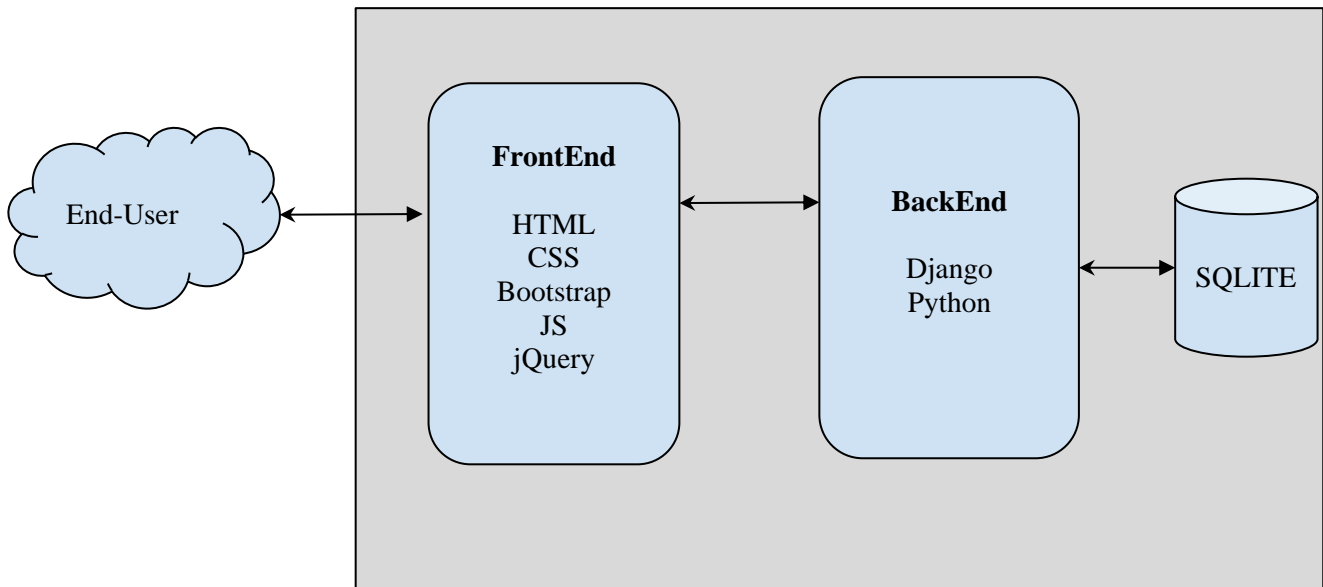 End-User
FrontEnd
HTML
CSS
Bootstrap
JS
jQuery
BackEnd
Django
Python
SQLITE